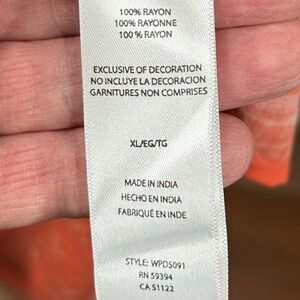 100% RAYON
100% RAYONNE
100 % RAYON
EXCLUSIVE OF DECORATION
NO INCLUYE LA DECORACION
GARNITURES NON COMPRISES
XL/EG/TG
MADE IN INDIA
HECHO EN INDIA
FABRIQUÉ EN INDE
STYLE: WPD5091
RN 59394
CA 51122